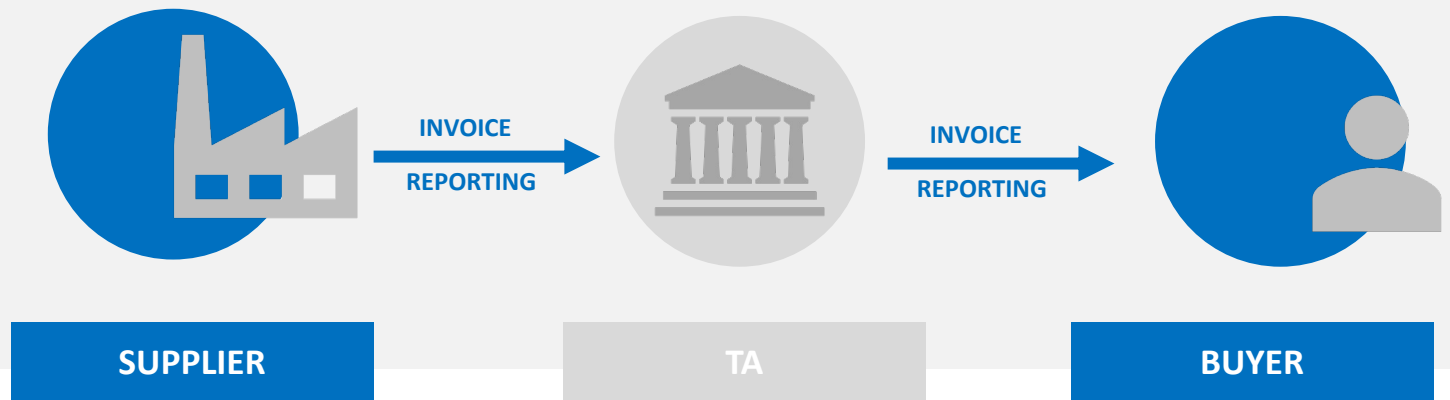 INVOICE
REPORTING
INVOICE
REPORTING
SUPPLIER
TA
BUYER